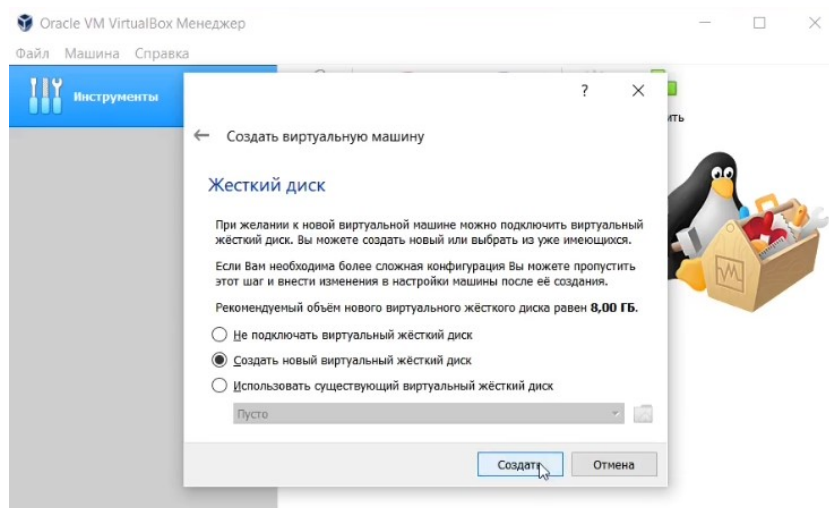 Oracle VM VirtualBox Менеджер
Файл Машина Справка
Инструменты
?
Создать виртуальную машину
Жесткий диск
При желании к новой виртуальной машине можно подключить виртуальный
жёсткий диск. Вы можете создать новый или выбрать из уже имеющихся.
Если Вам необходима более сложная конфигурация Вы можете пропустить
этот шаг и внести изменения в настройки машины после её создания.
Рекомендуемый объём нового виртуального жёсткого диска равен 8,00 ГБ.
Не подключать виртуальный жёсткий диск
Создать новый виртуальный жёсткий диск
Использовать существующий виртуальный жёсткий диск
Пусто
Создать Отмена